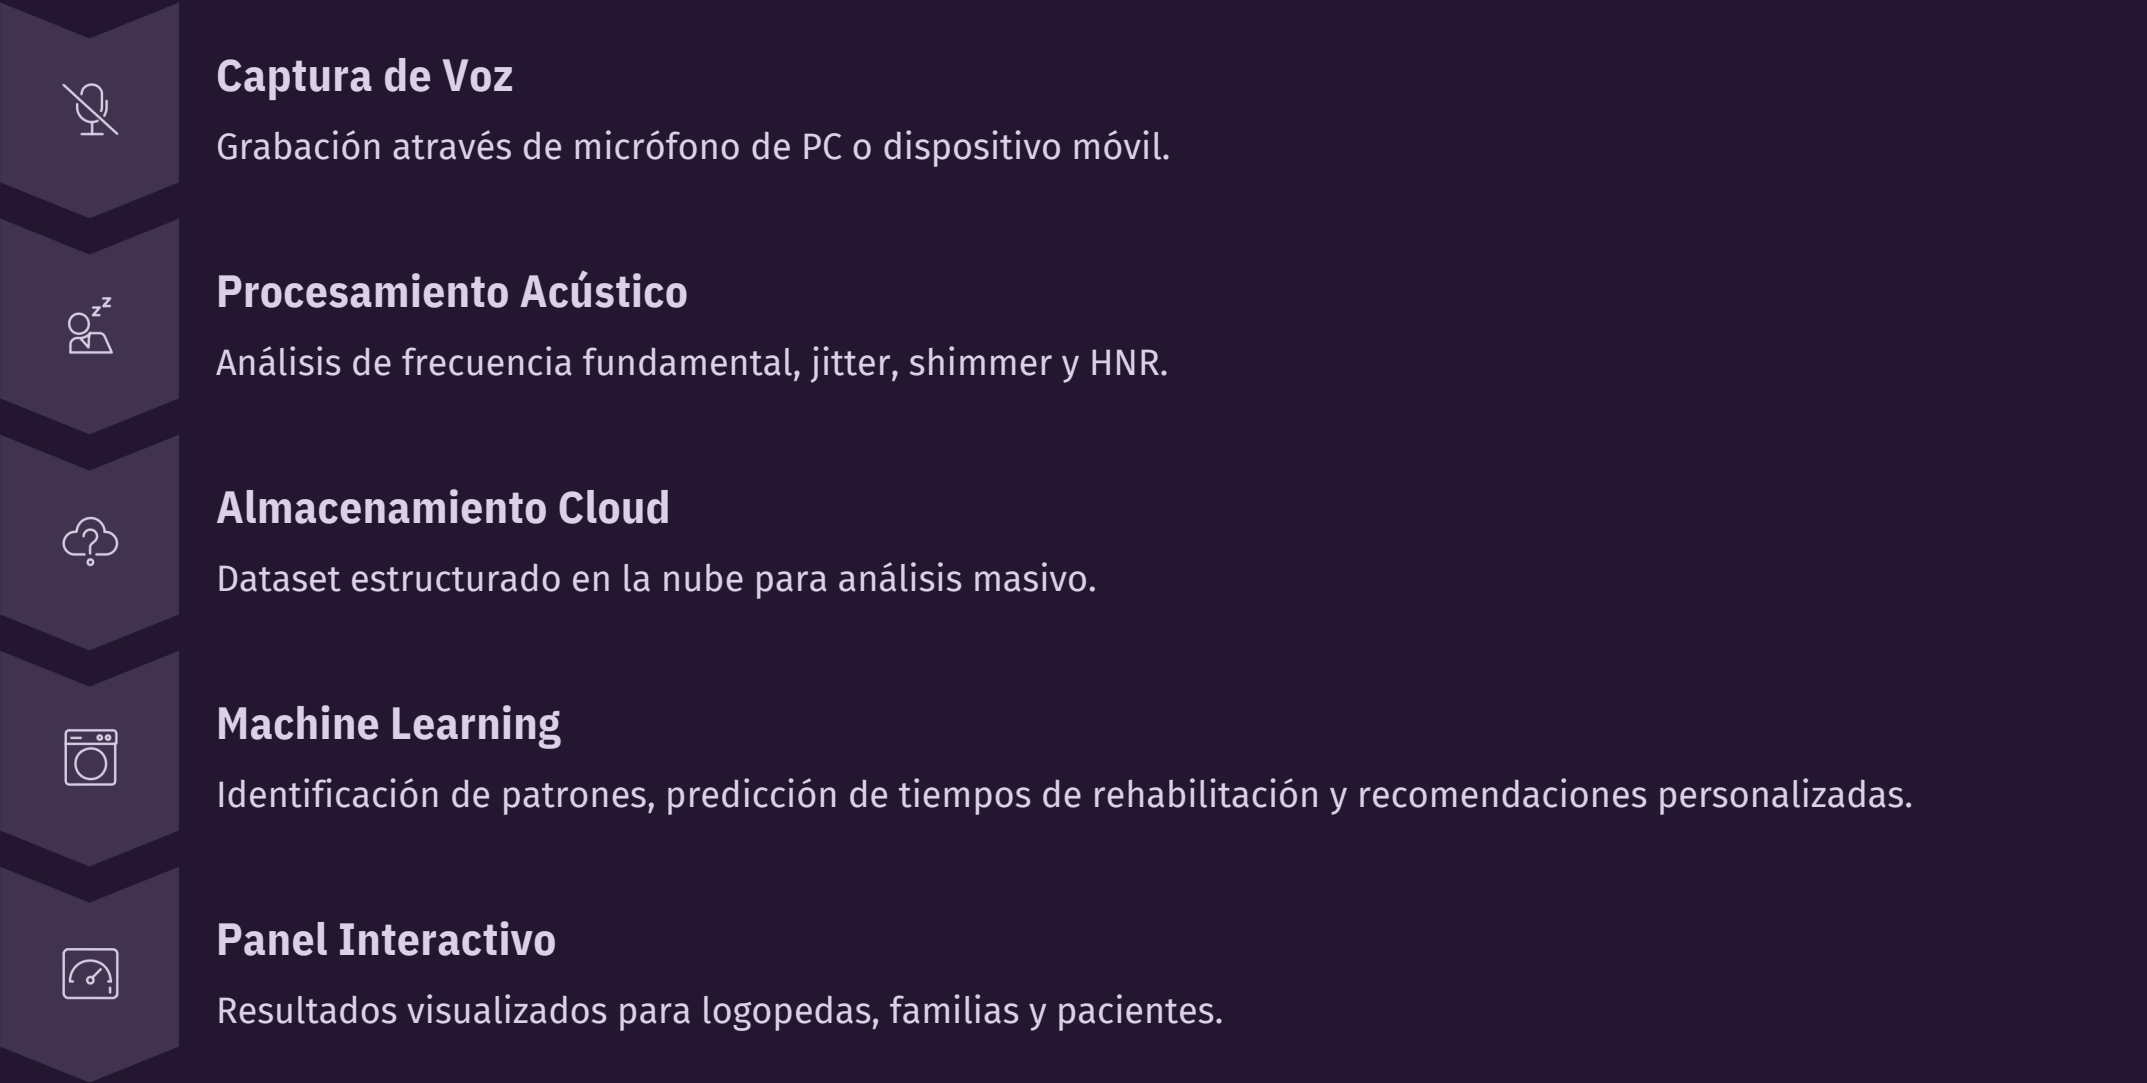 Captura de Voz
Grabación através de micrófono de PC o dispositivo móvil.
zz
Procesamiento Acústico
Análisis de frecuencia fundamental, jitter, shimmer y HNR.
?
Almacenamiento Cloud
Dataset estructurado en la nube para análisis masivo.
Machine Learning
Identificación de patrones, predicción de tiempos de rehabilitación y recomendaciones personalizadas.
Panel Interactivo
Resultados visualizados para logopedas, familias y pacientes.